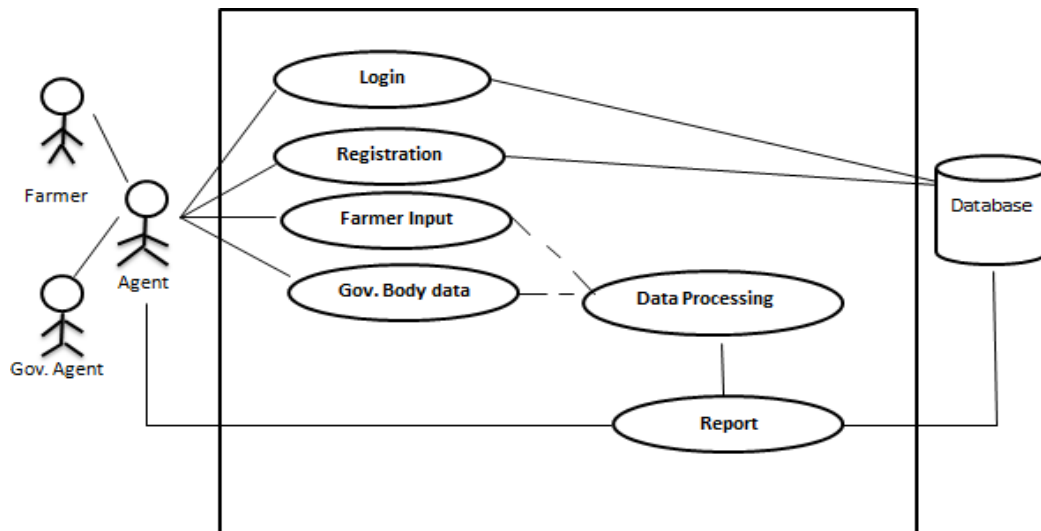 Login
Registration
Farmer
Database
Farmer Input
Agent
Gov. Body data
Data Processing
Gov. Agent
Report